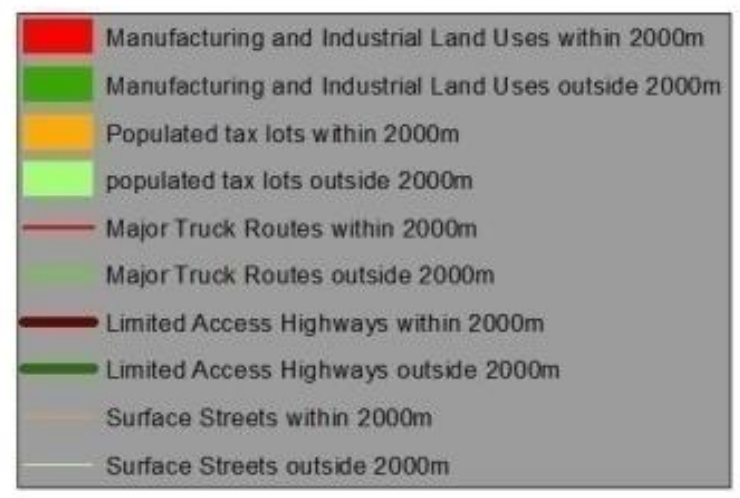 Manufacturing and Industrial Land Uses within 2000m
Manufacturing and Industrial Land Uses outside 2000m
Populated tax lots within 2000m
populated tax lots outside 2000m
Major Truck Routes within 2000m
Major Truck Routes outside 2000m
Limited Access Highways within 2000m
Limited Access Highways outside 2000m
Surface Streets within 2000m
Surface Streets outside 2000m